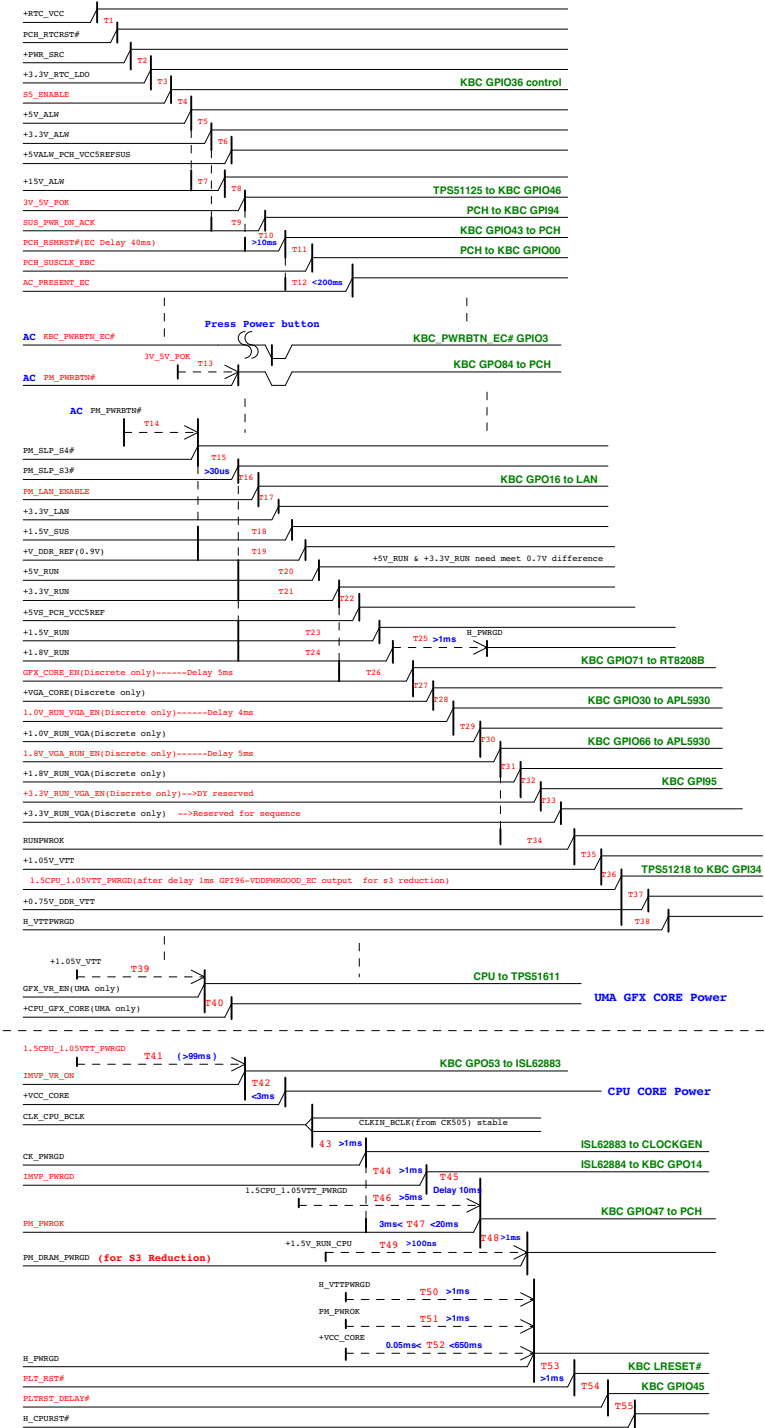 +RTC_VCC
T1
PCH_RTCRST#
+PWR_SRC
T2
+3.3V_RTC_LDO
T3
KBC GPIO36 control
S5_ENABLE
T4
+5V_ALW
T5
+3.3V_ALW
T6
+5VALW_PCH_VCC5REFSUS
+15V_ALW
T7
T8
TPS51125 to KBC GPIO46
3V_5V_POK
PCH to KBC GPI94
SUS_PWR_DN_ACK
T9
T10
KBC GPIO43 to PCH
PCH_RSMRST#(EC Delay 40ms)
>10ms
T11
PCH to KBC GPIO00
PCH_SUSCLK_KBC
AC_PRESENT_EC
T12 <200ms
Press Power button
AC KBC_PWRBTN_EC#
KBC_PWRBTN_EC# GPIO3
3V_5V_POK
T13
KBC GPO84 to PCH
AC PM_PWRBTN#
AC PM_PWRBTN#
T14
PM_SLP_S4#
T15
PM_SLP_S3#
>30us
T16
KBC GPO16 to LAN
PM_LAN_ENABLE
T17
+3.3V_LAN
+1.5V_SUS
T18
+V_DDR_REF(0.9V)
T19
+5V_RUN & +3.3V_RUN need meet 0.7V difference
+5V_RUN
T20
+3.3V_RUN
T21
T22
+5VS_PCH_VCC5REF
+1.5V_RUN
T23
T25 >1ms
H_PWRGD
+1.8V_RUN
T24
KBC GPIO71 to RT8208B
GFX_CORE_EN(Discrete only)------Delay 5ms
T26
T27
+VGA_CORE(Discrete only)
T28
KBC GPIO30 to APL5930
1.0V_RUN_VGA_EN(Discrete only)------Delay 4ms
T29
+1.0V_RUN_VGA(Discrete only)
T30
KBC GPIO66 to APL5930
1.8V_VGA_RUN_EN(Discrete only)------Delay 5ms
T31
+1.8V_RUN_VGA(Discrete only)
T32
KBC GPI95
+3.3V_RUN_VGA_EN(Discrete only)-->DY reserved
T33
+3.3V_RUN_VGA(Discrete only) -->Reserved for sequence
RUNPWROK
T34
+1.05V_VTT
T35
TPS51218 to KBC GPI34
T36
1.5CPU_1.05VTT_PWRGD(after delay 1ms GPI96-VDDPWRGOOD_EC output for s3 reduction)
T37
+0.75V_DDR_VTT
H_VTTPWRGD
T38
+1.05V_VTT
T39
CPU to TPS51611
GFX_VR_EN(UMA only)
T40
UMA GFX CORE Power
+CPU_GFX_CORE(UMA only)
1.5CPU_1.05VTT_PWRGD
T41 (>99ms)
KBC GPO53 to ISL62883
IMVP_VR_ON
T42
+VCC_CORE
<3ms
CPU CORE Power
CLK_CPU_BCLK
CLKIN_BCLK(from CK505) stable
43 >1ms
ISL62883 to CLOCKGEN
CK_PWRGD
ISL62884 to KBC GPO14
T44 >1ms
T45
IMVP_PWRGD
1.5CPU_1.05VTT_PWRGD
Delay 10ms
T46 >5ms
KBC GPIO47 to PCH
PM_PWROK
3ms< T47 <20ms
T48 >1ms
+1.5V_RUN_CPU
T49 >100ns
PM_DRAM_PWRGD (for S3 Reduction)
H_VTTPWRGD
T50 >1ms
PM_PWROK
T51 >1ms
+VCC_CORE
0.05ms< T52 <650ms
H_PWRGD
T53
KBC LRESET#
PLT_RST#
>1ms
T54
KBC GPIO45
PLTRST_DELAY#
T55
H_CPURST#